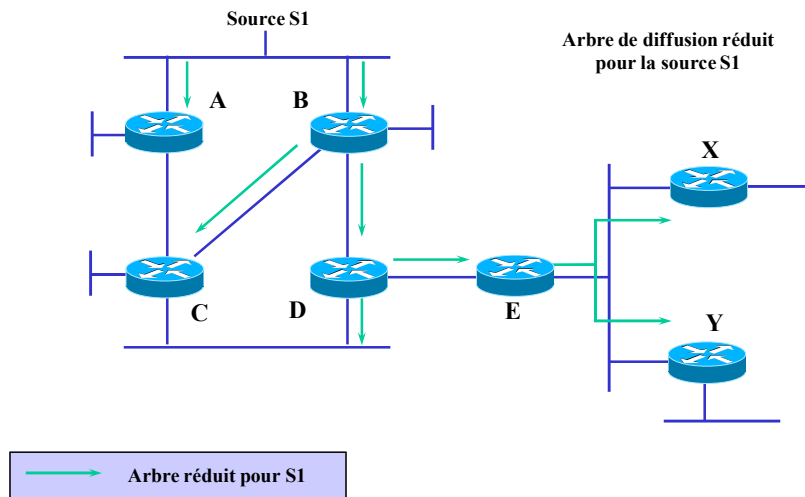 Source S1
Arbre de diffusion réduit
pour la source S1
A
B
X
C
D
E
Y
Arbre réduit pour S1